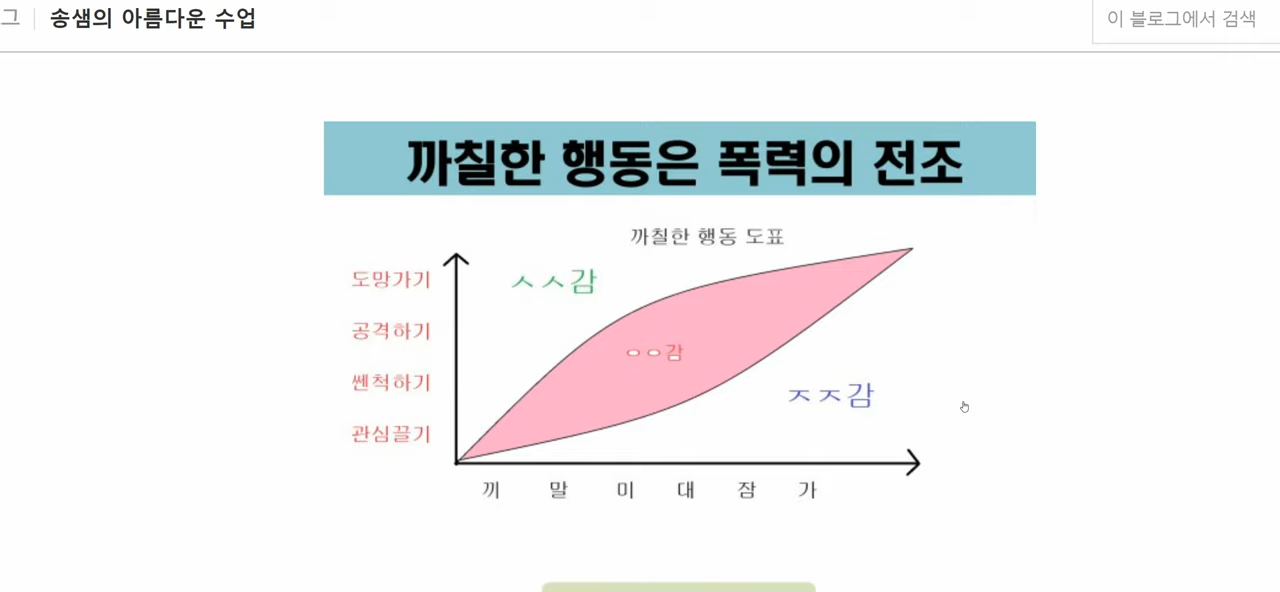 그 | 송샘의 아름다운 수업
이 블로그에서 검색
까칠한 행동은 폭력의 전조
까칠한 행동 도표
도망가기
ㅅㅅ감
공격하기
ㅇㅇ감
쎈척하기
ㅈㅈ감
관심끌기
끼 말 미 대 잠 가